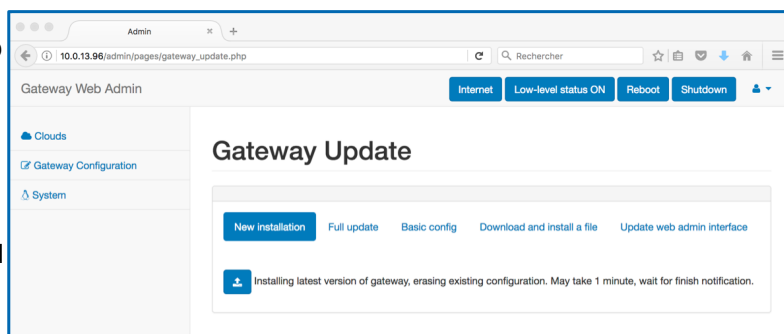 Admin
10.0.13.96/admin/pages/gateway_update.php
Rechercher
Gateway Web Admin
Internet
Low-level status ON
Reboot
Shutdown
Clouds
Gateway Configuration
System
Gateway Update
New installation
Full update
Basic config
Download and install a file
Update web admin interface
Installing latest version of gateway, erasing existing configuration. May take 1 minute, wait for finish notification.